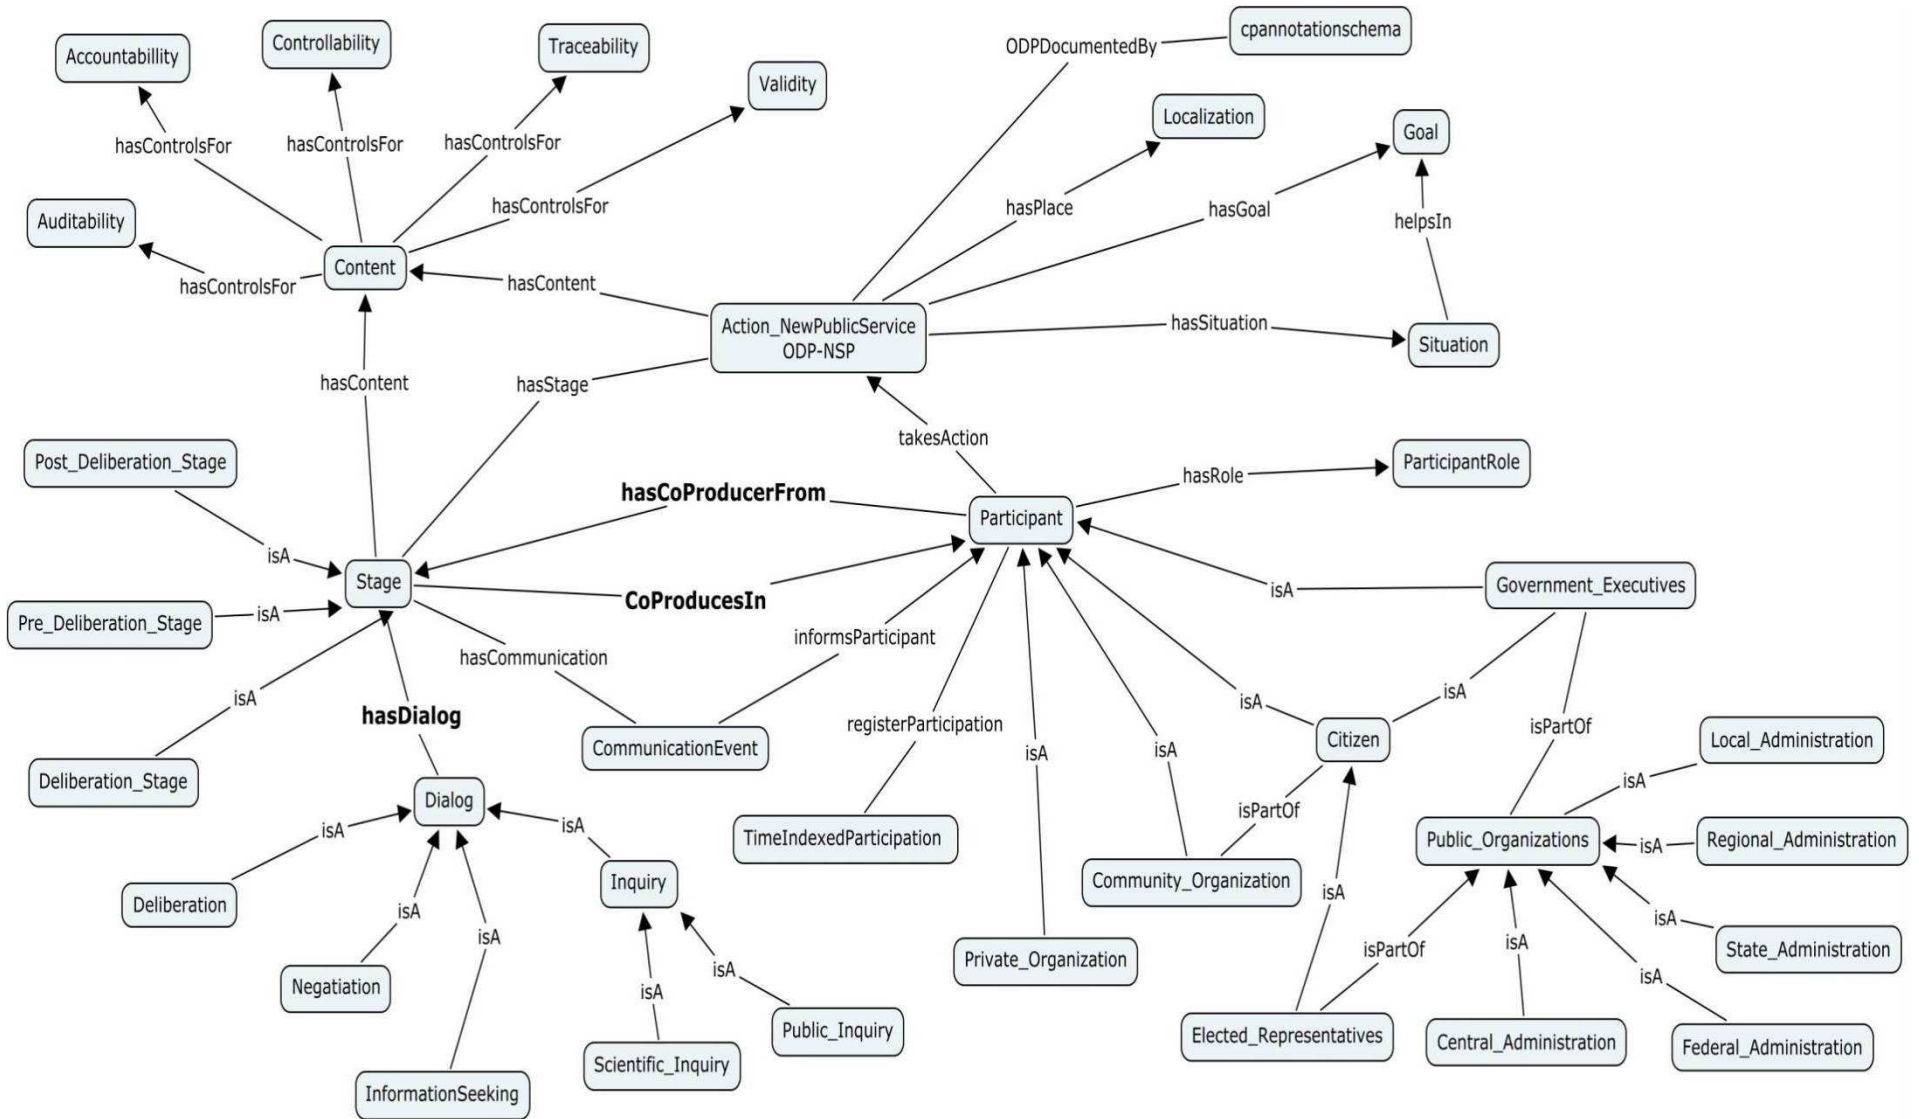 cpannotationschema
ODPDocumentedBy
Controllability
Traceability
Accountabillity
Validity
Localization
Goal
hasControlsFor
hasControlsFor
hasControlsFor
hasControlsFor
hasPlace
hasGoal
helpsIn
Auditability
Content
hasControlsFor
hasContent
Action_NewPublicService
ODP-NSP
hasSituation
Situation
hasContent
hasStage
takesAction
Post_Deliberation_Stage
ParticipantRole
hasRole
hasCoProducerFrom
Participant
isA
Stage
isA
Government_Executives
CoProducesIn
isA
Pre_Deliberation_Stage
informsParticipant
hasCommunication
isA
isA
isA
hasDialog
registerParticipation
isPartOf
CommunicationEvent
isA
isA
Citizen
Local_Administration
Deliberation_Stage
isA
Dialog
isPartOf
isA
isA
TimeIndexedParticipation
Public_Organizations
isA
Regional_Administration
Inquiry
Community_Organization
isA
Deliberation
isA
isA
isA
isPartOf
isA
State_Administration
Private_Organization
isA
isA
isA
Negatiation
Public_Inquiry
Elected_Representatives
Central_Administration
Federal_Administration
Scientific_Inquiry
InformationSeeking